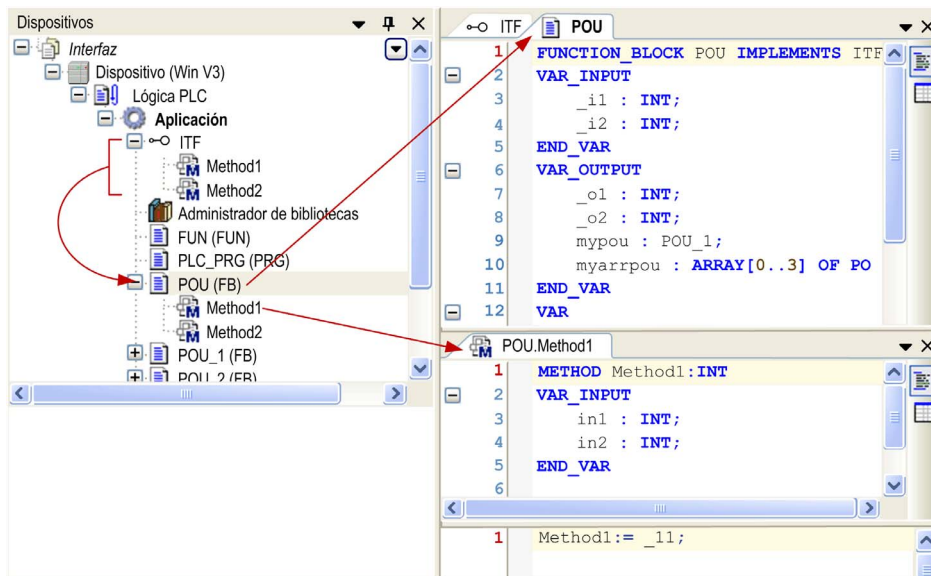 Dispositivos
Interfaz
Dispositivo (Win V3)
Lógica PLC
Aplicación
ITF
Method1
Method2
Administrador de bibliotecas
FUN (FUN)
PLC_PRG (PRG)
POU (FB)
Method1
Method2
POU_1 (FB)
POU_2 (FB)
ITF
POU
1 FUNCTION_BLOCK POU IMPLEMENTS ITF
2 VAR_INPUT
3 _i1 : INT;
4 _i2 : INT;
5 END_VAR
6 VAR_OUTPUT
7 _o1 : INT;
8 _o2 : INT;
9 mypou : POU_1;
10 myarrpou : ARRAY[0..3] OF PO
11 END_VAR
12 VAR
POU.Method1
1 METHOD Method1:INT
2 VAR_INPUT
3 in1 : INT;
4 in2 : INT;
5 END_VAR
6
1 Method1:= _11;